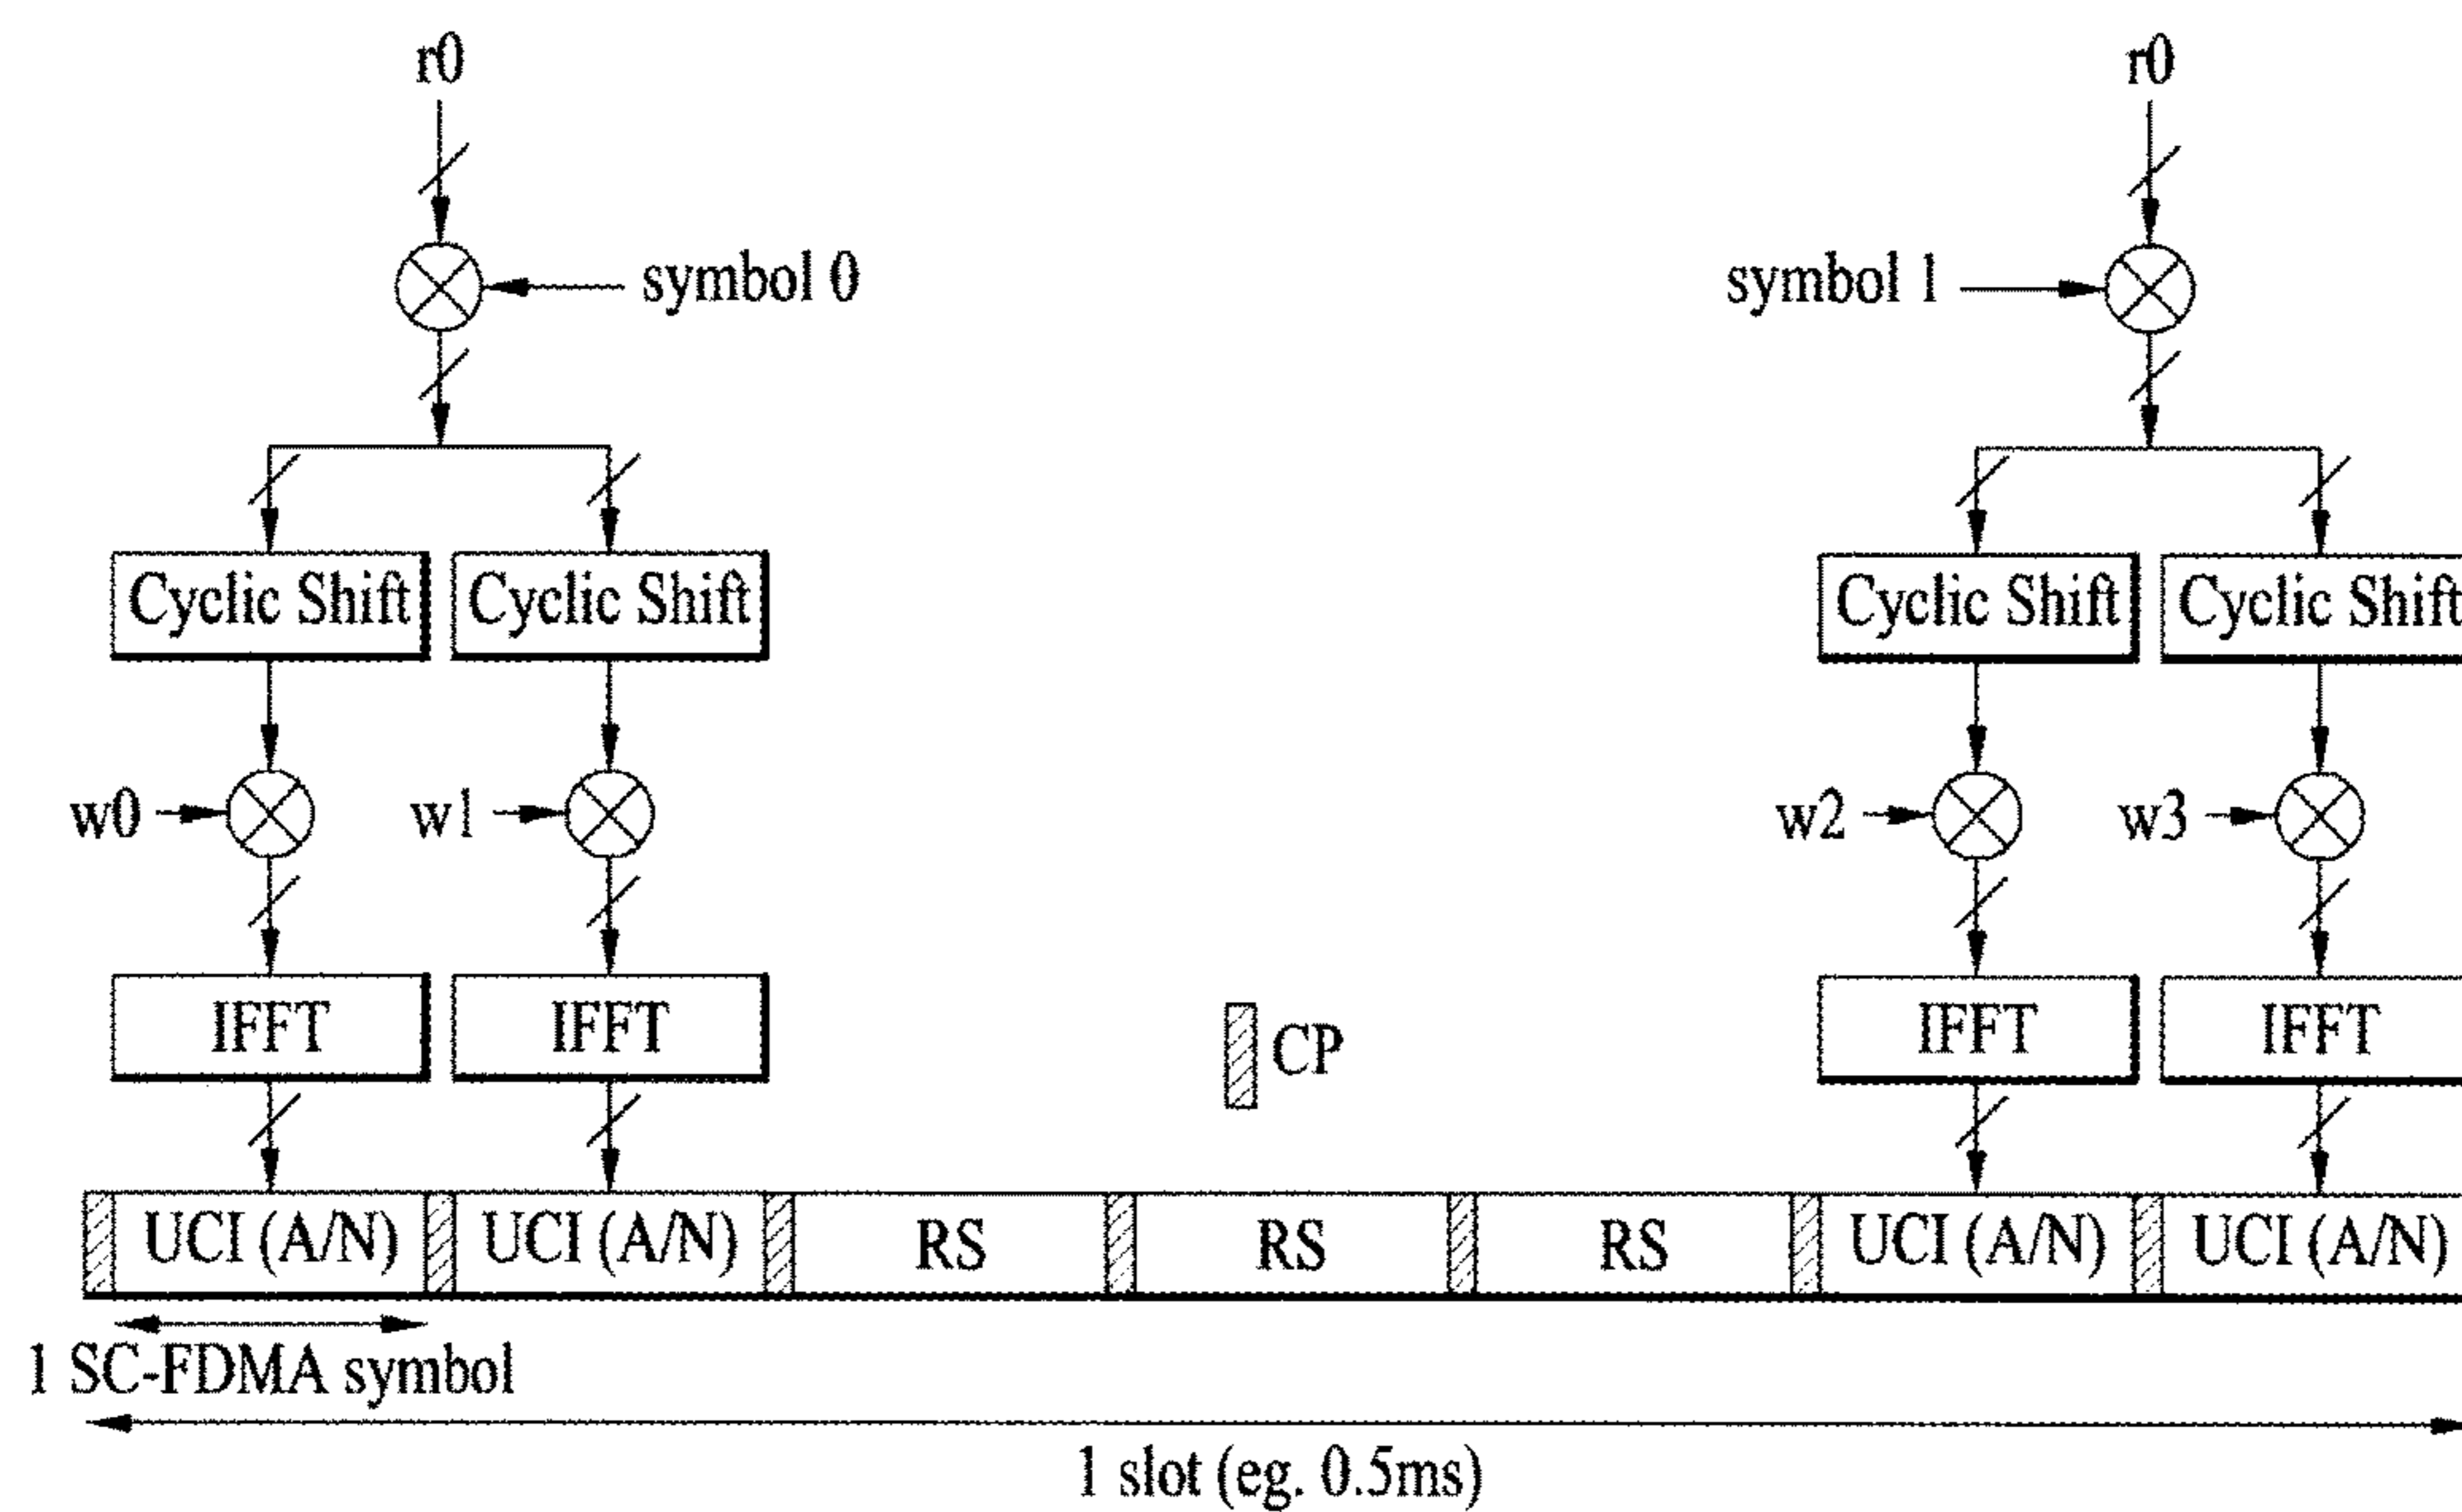 r0
r0
symbol 0
symbol 1
Cyclic Shift
Cyclic Shift
Cyclic Shift
Cyclic Shift
w0
w1
w2
w3
IFFT
IFFT
CP
IFFT
IFFT
UCI (A/N)
UCI (A/N)
RS
RS
RS
UCI (A/N)
UCI (A/N)
1 SC-FDMA symbol
1 slot (eg. 0.5ms)